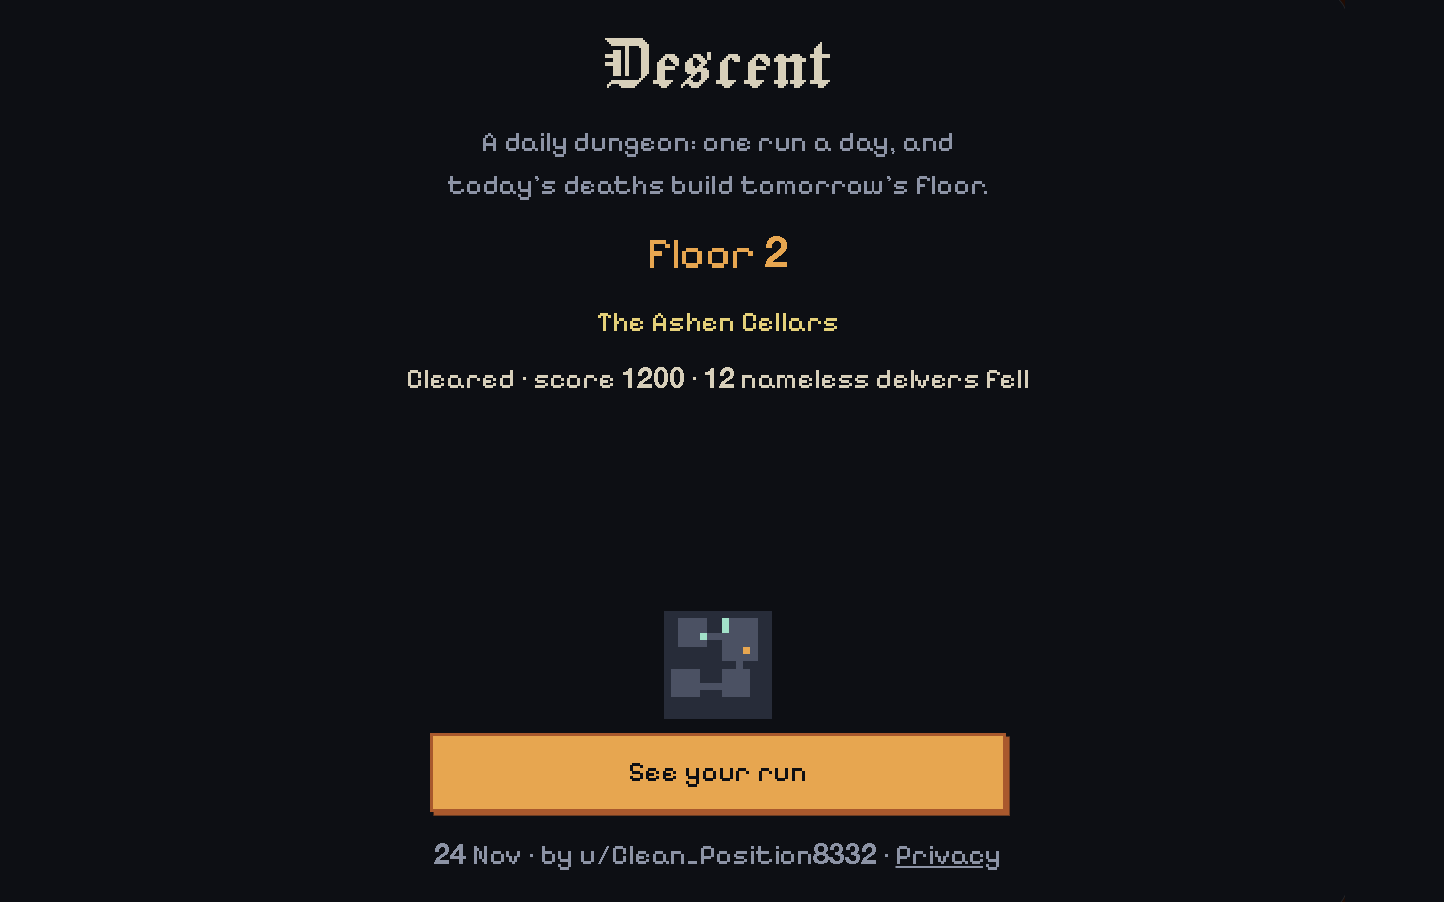 Descent
A daily dungeon: one run a day, and
today's deaths build tomorrow's floor.
Floor 2
The Ashen Cellars
Cleared · score 1200 · 12 nameless delvers fell
See your run
24 Nov · by u/Clean_Position8332 · Privacy